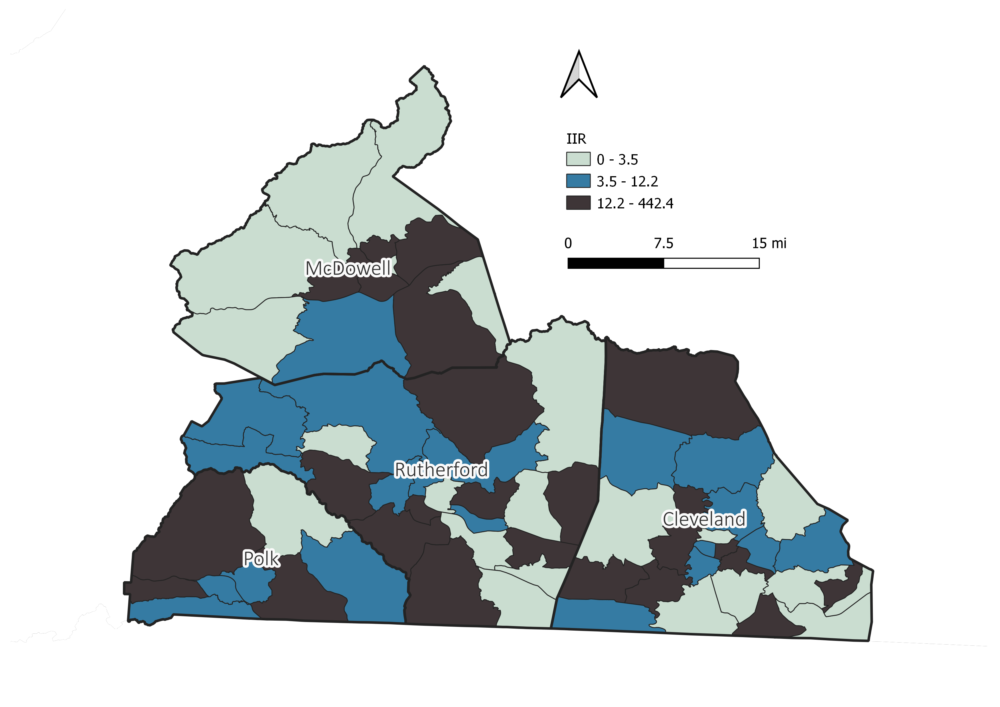 IIR
0 - 3.5
3.5 - 12.2
12.2 - 442.4
0 7.5 15 mi
McDowell
Rutherford
Cleveland
Polk